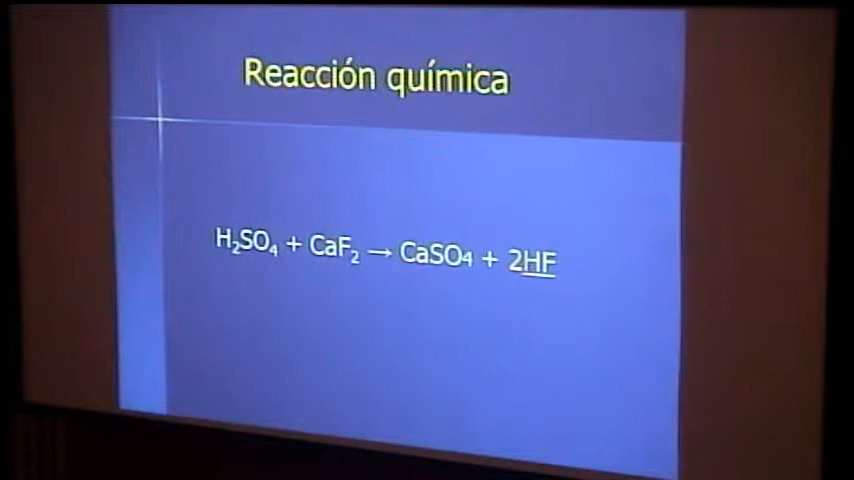 Reacción química
H₂SO₄ + CaF₂ → CaSO4 + 2HF